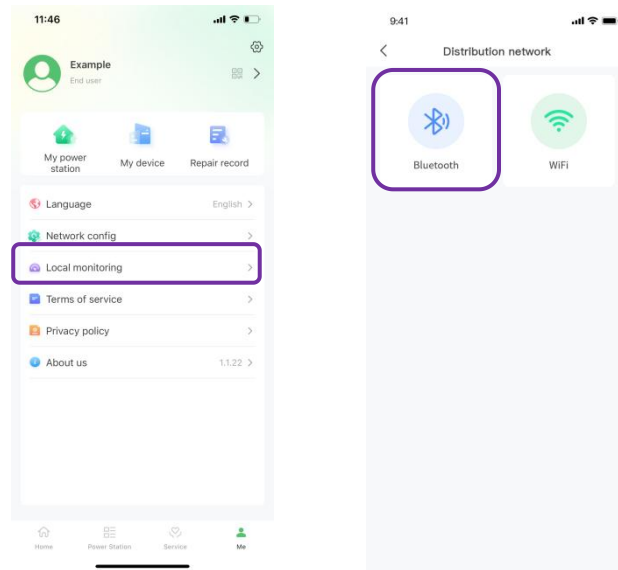 11:46
Example
End user
My power
station
My device
Repair record
Language
English
Network config
Local monitoring
Terms of service
Privacy policy
About us
1.1.22
Home
Power Station
Service
Me
9:41
Distribution network
Bluetooth
WiFi